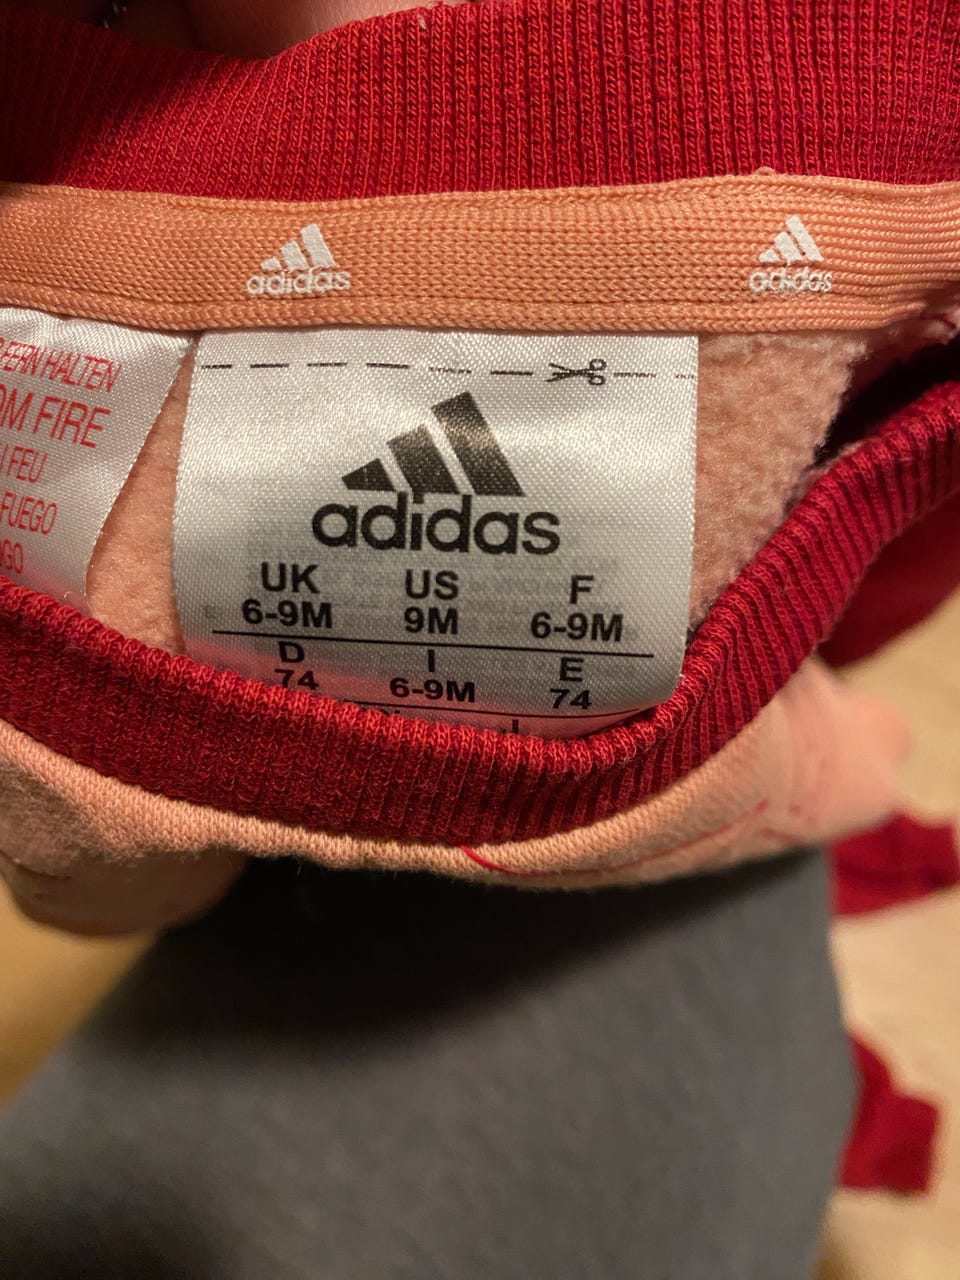 adidas
adidas
FERN HALTEN
OM FIRE
FEU
FUEGO
adidas
UK US F
6-9M 9M 6-9M
D I E
74 6-9M 74